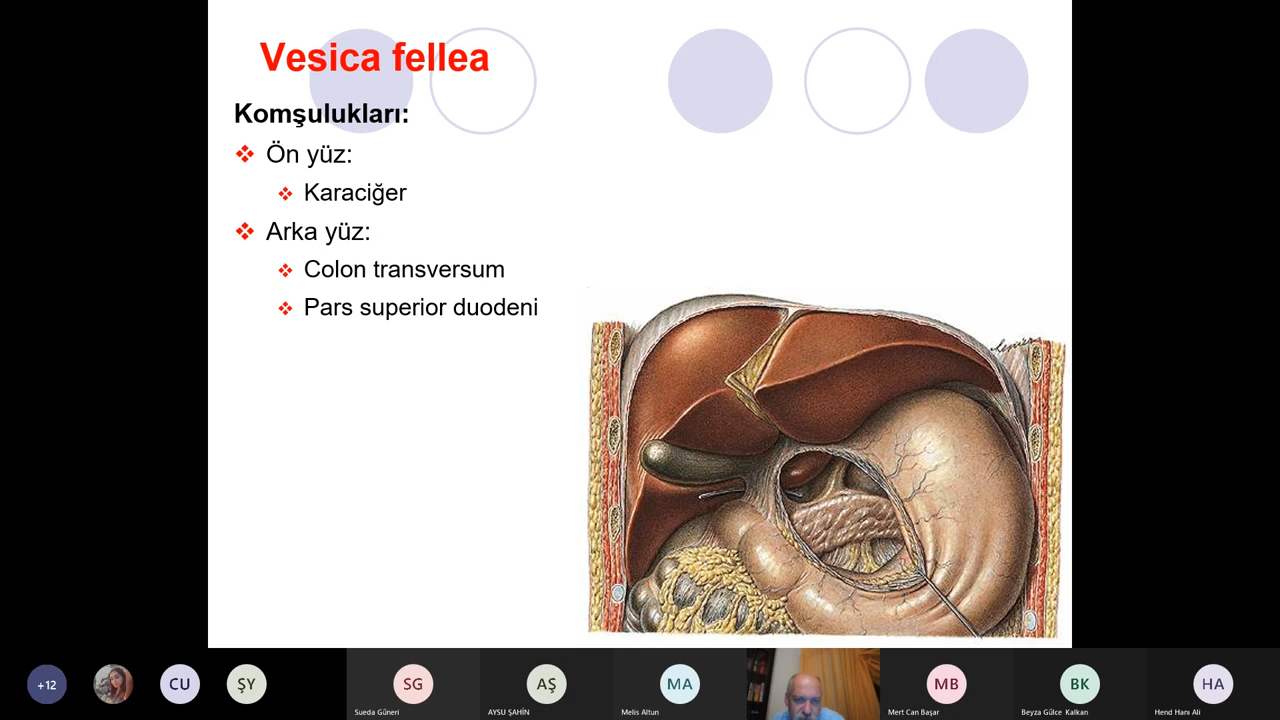 Vesica fellea
Komşulukları:
Ön yüz:
Karaciğer
Arka yüz:
Colon transversum
Pars superior duodeni
+12
CU
ŞY
SG
Sueda Güneri
AŞ
AYSU ŞAHİN
MA
Melis Altun
MB
Mert Can Başar
BK
Beyza Gülce Kalkan
HA
Hend Hanı Ali